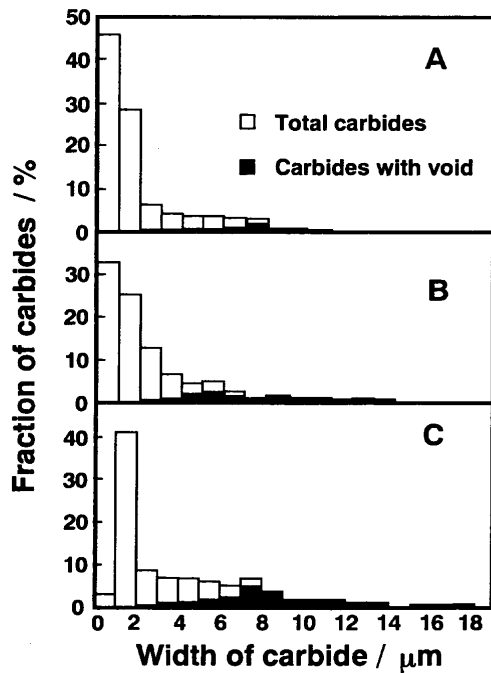 50
A
40
□ Total carbides
30
■ Carbides with void
20
10
0
B
30
20
10
0
C
40
30
20
10
0
0 2 4 6 8 10 12 14 16 18
Width of carbide / μm
Fraction of carbides / %